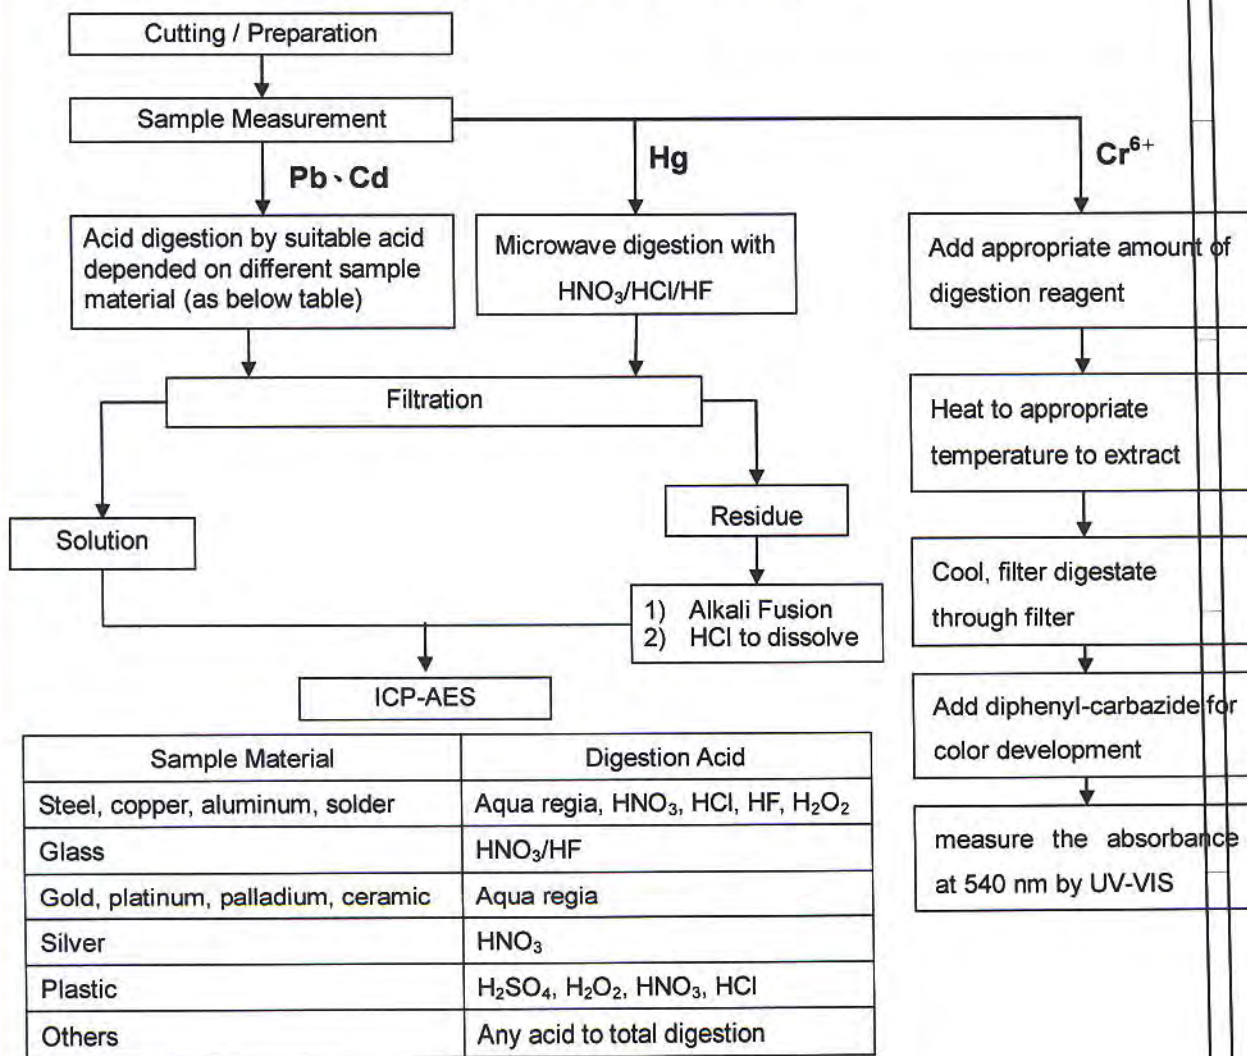 Cutting / Preparation
Sample Measurement
Pb、Cd
Hg
Cr⁶⁺
Acid digestion by suitable acid
depended on different sample
material (as below table)
Microwave digestion with
HNO₃/HCl/HF
Add appropriate amount of
digestion reagent
Filtration
Heat to appropriate
temperature to extract
Solution
Residue
1) Alkali Fusion
2) HCl to dissolve
Cool, filter digestate
through filter
ICP-AES
Add diphenyl-carbazide for
color development
measure the absorbance
at 540 nm by UV-VIS
Sample Material Digestion Acid
Steel, copper, aluminum, solder Aqua regia, HNO₃, HCl, HF, H₂O₂
Glass HNO₃/HF
Gold, platinum, palladium, ceramic Aqua regia
Silver HNO₃
Plastic H₂SO₄, H₂O₂, HNO₃, HCl
Others Any acid to total digestion